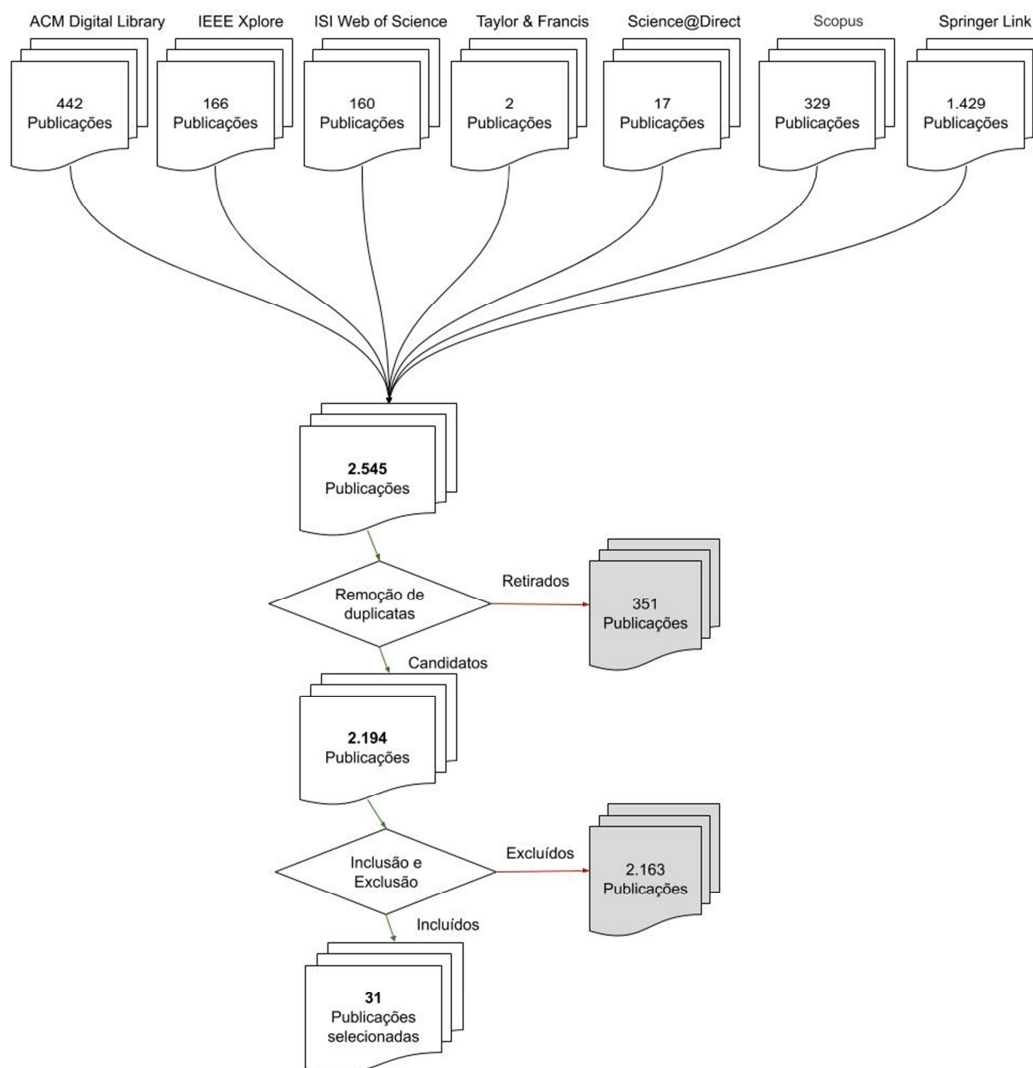 ACM Digital Library
IEEE Xplore
ISI Web of Science
Taylor & Francis
Science@Direct
Scopus
Springer Link
442
Publicações
166
Publicações
160
Publicações
2
Publicações
17
Publicações
329
Publicações
1.429
Publicações
2.545
Publicações
Remoção de
duplicatas
Retirados
351
Publicações
Candidatos
2.194
Publicações
Inclusão e
Exclusão
Excluídos
2.163
Publicações
Incluídos
31
Publicações
selecionadas